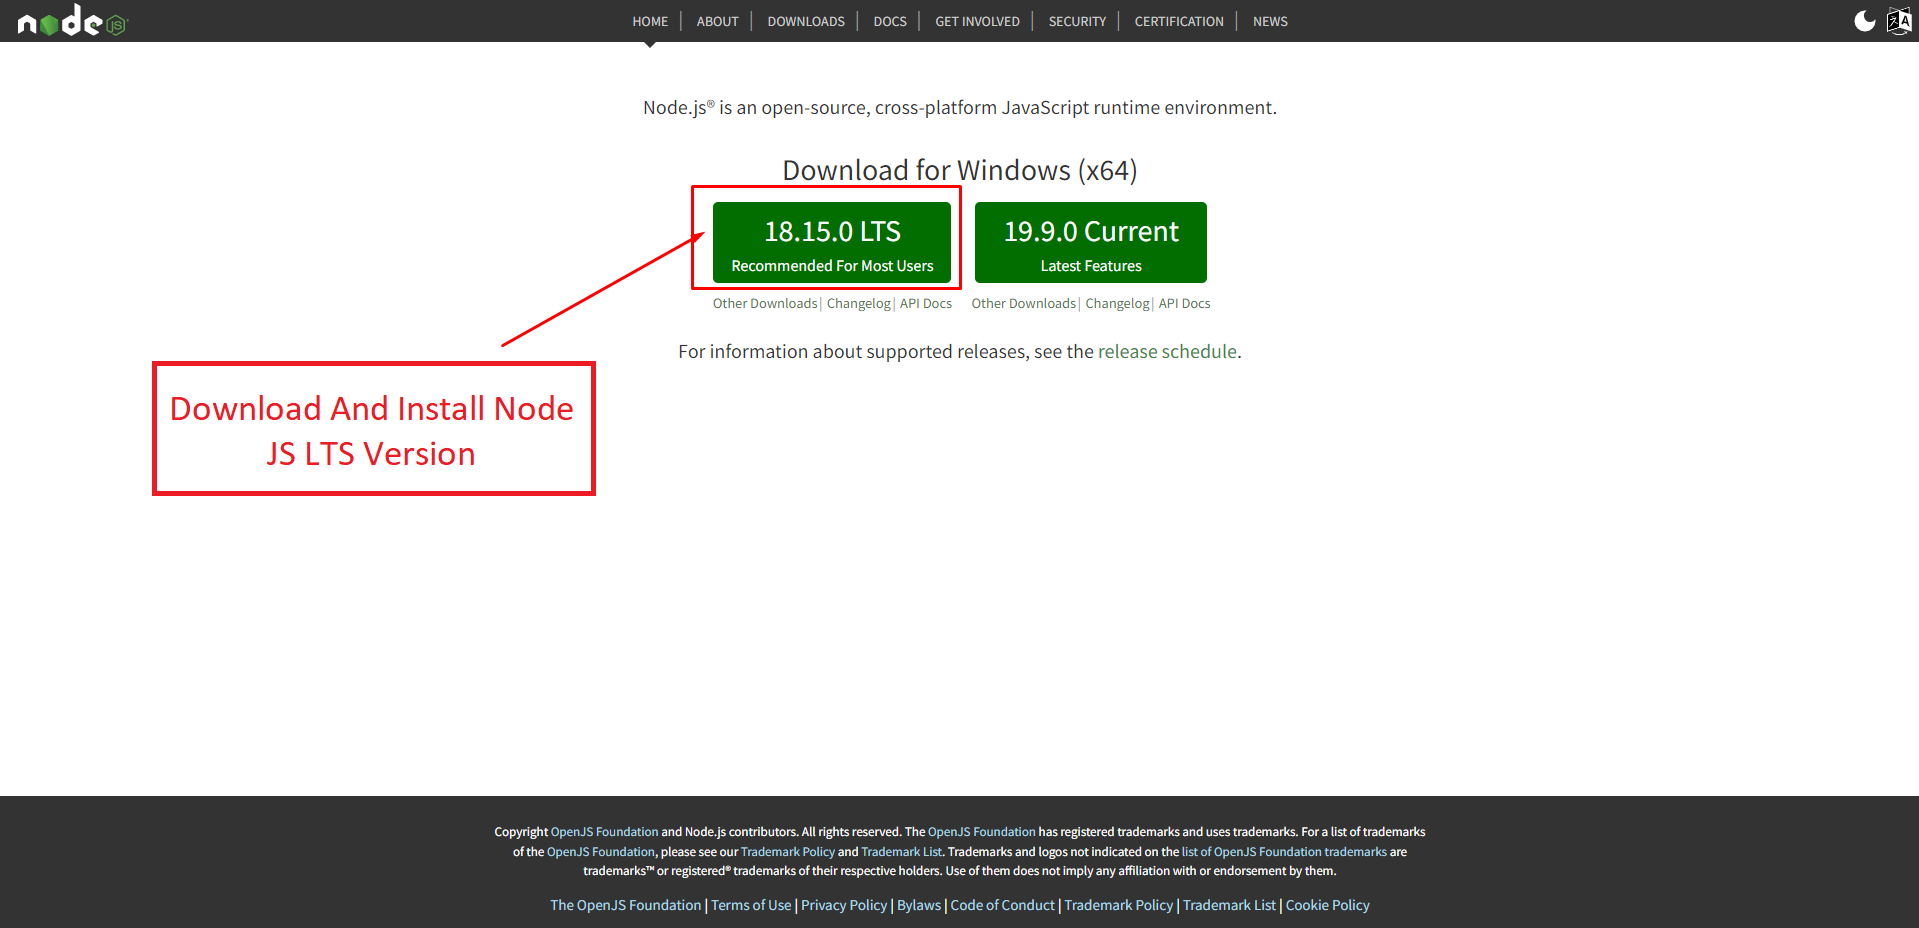 node JS
HOME | ABOUT | DOWNLOADS | DOCS | GET INVOLVED | SECURITY | CERTIFICATION | NEWS
Node.js® is an open-source, cross-platform JavaScript runtime environment.
Download for Windows (x64)
18.15.0 LTS
Recommended For Most Users
19.9.0 Current
Latest Features
Other Downloads | Changelog | API Docs
Other Downloads | Changelog | API Docs
For information about supported releases, see the release schedule.
Download And Install Node
JS LTS Version
Copyright OpenJS Foundation and Node.js contributors. All rights reserved. The OpenJS Foundation has registered trademarks and uses trademarks. For a list of trademarks
of the OpenJS Foundation, please see our Trademark Policy and Trademark List. Trademarks and logos not indicated on the list of OpenJS Foundation trademarks are
trademarks™ or registered® trademarks of their respective holders. Use of them does not imply any affiliation with or endorsement by them.
The OpenJS Foundation | Terms of Use | Privacy Policy | Bylaws | Code of Conduct | Trademark Policy | Trademark List | Cookie Policy